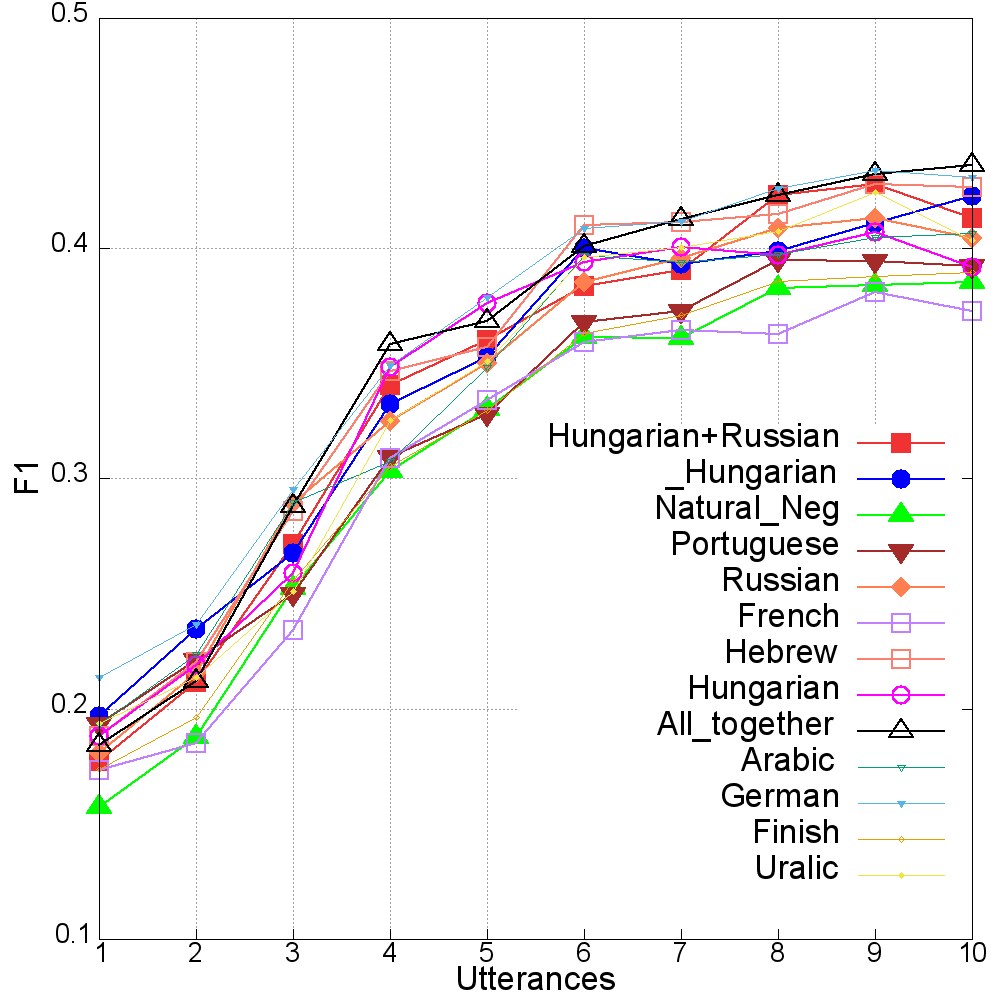 0.5
0.4
0.3
0.2
0.1
F1
Hungarian+Russian
_Hungarian
Natural_Neg
Portuguese
Russian
French
Hebrew
Hungarian
All_together
Arabic
German
Finish
Uralic
1 2 3 4 5 6 7 8 9 10
Utterances